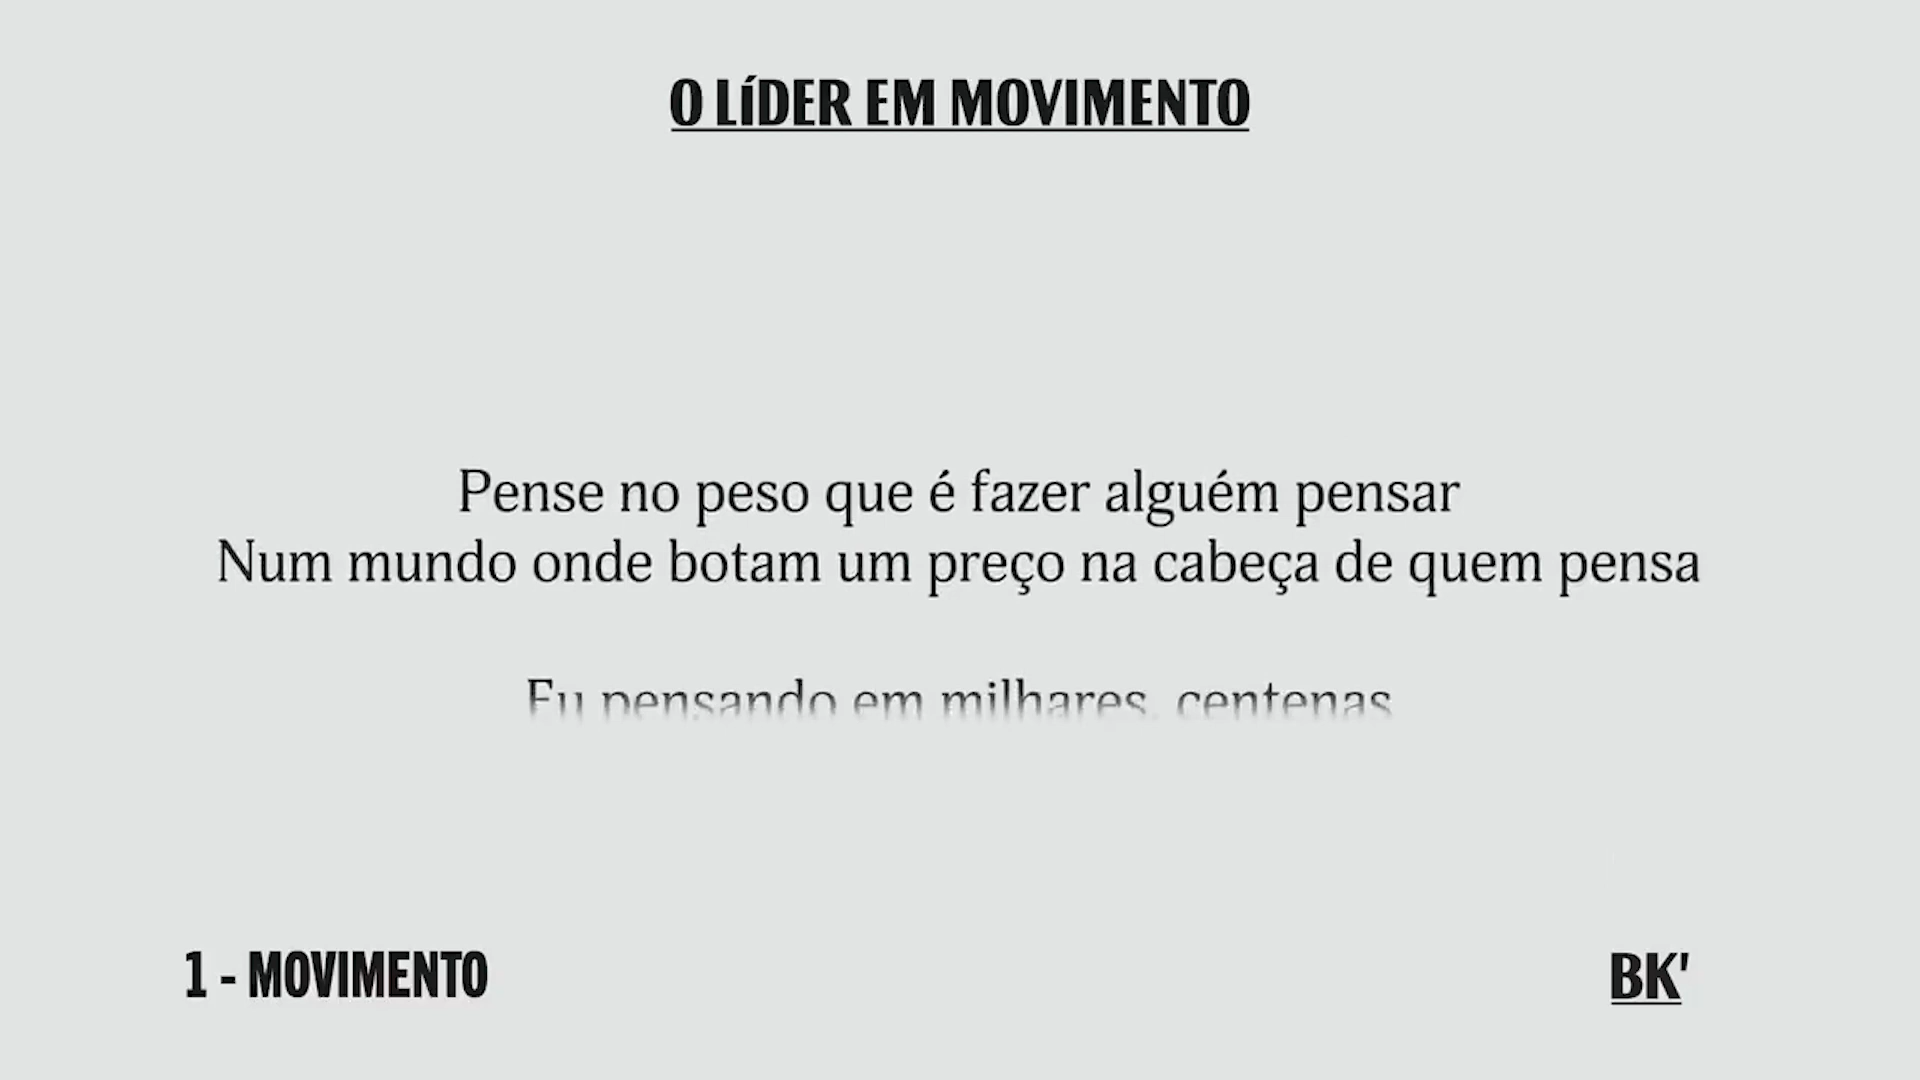 O LÍDER EM MOVIMENTO
Pense no peso que é fazer alguém pensar
Num mundo onde botam um preço na cabeça de quem pensa
Eu pensando em milhares, centenas
1 - MOVIMENTO
BK'